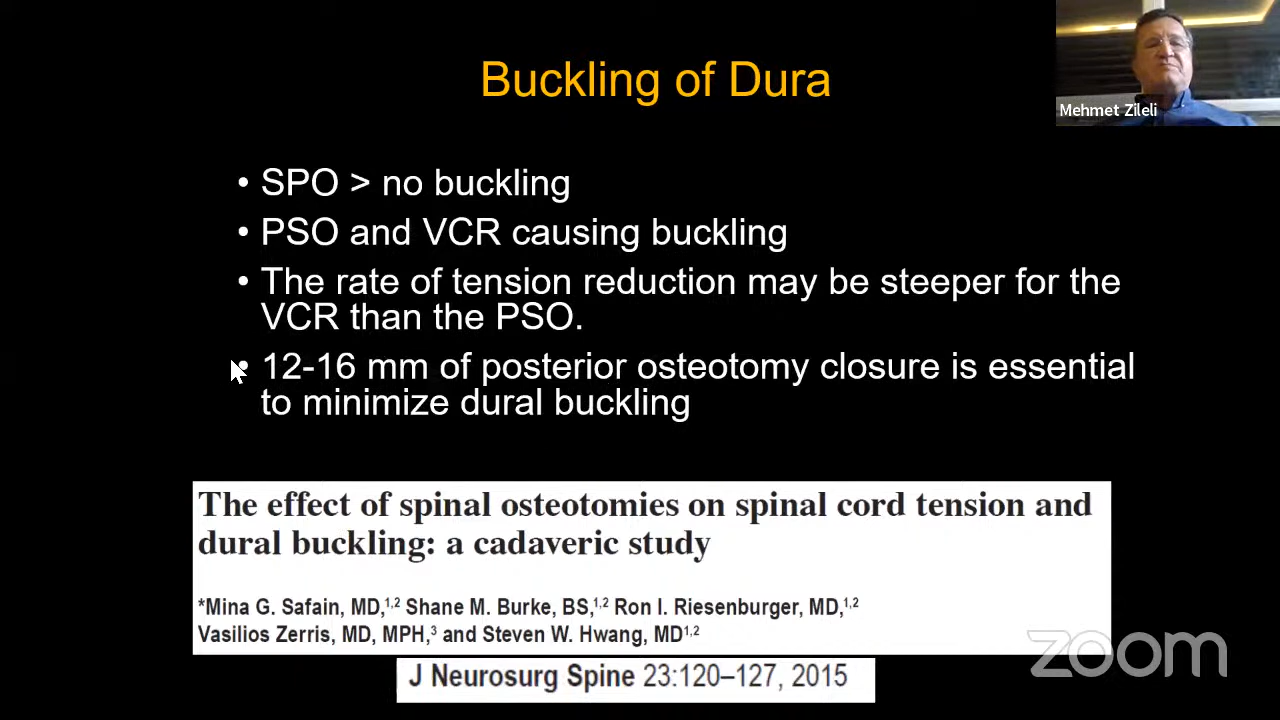 Buckling of Dura
Mehmet Zileli
• SPO > no buckling
• PSO and VCR causing buckling
• The rate of tension reduction may be steeper for the
VCR than the PSO.
• 12-16 mm of posterior osteotomy closure is essential
to minimize dural buckling
The effect of spinal osteotomies on spinal cord tension and
dural buckling: a cadaveric study
*Mina G. Safain, MD,1,2 Shane M. Burke, BS,1,2 Ron I. Riesenburger, MD,1,2
Vasilios Zerris, MD, MPH,3 and Steven W. Hwang, MD1,2
J Neurosurg Spine 23:120–127, 2015
zoom